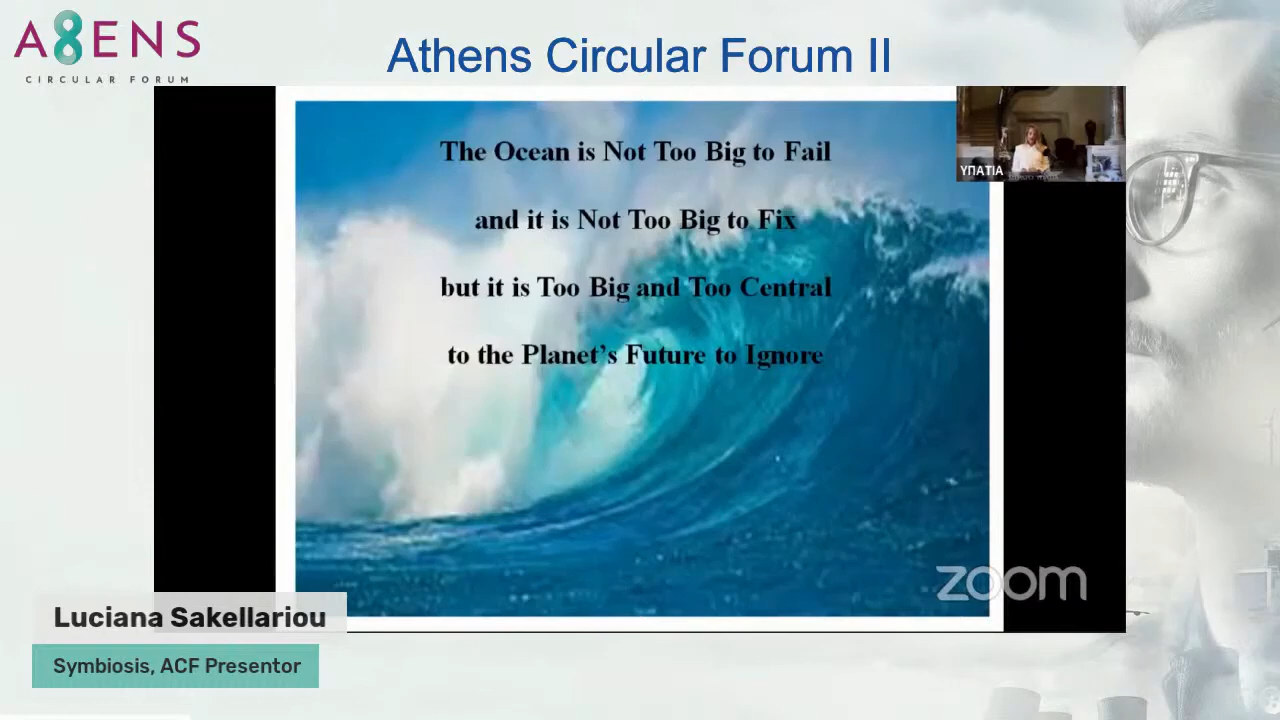 A8ENS
CIRCULAR FORUM
Athens Circular Forum II
The Ocean is Not Too Big to Fail
and it is Not Too Big to Fix
but it is Too Big and Too Central
to the Planet's Future to Ignore
ΥΠΑΤΙΑ
zoom
Luciana Sakellariou
Symbiosis, ACF Presentor